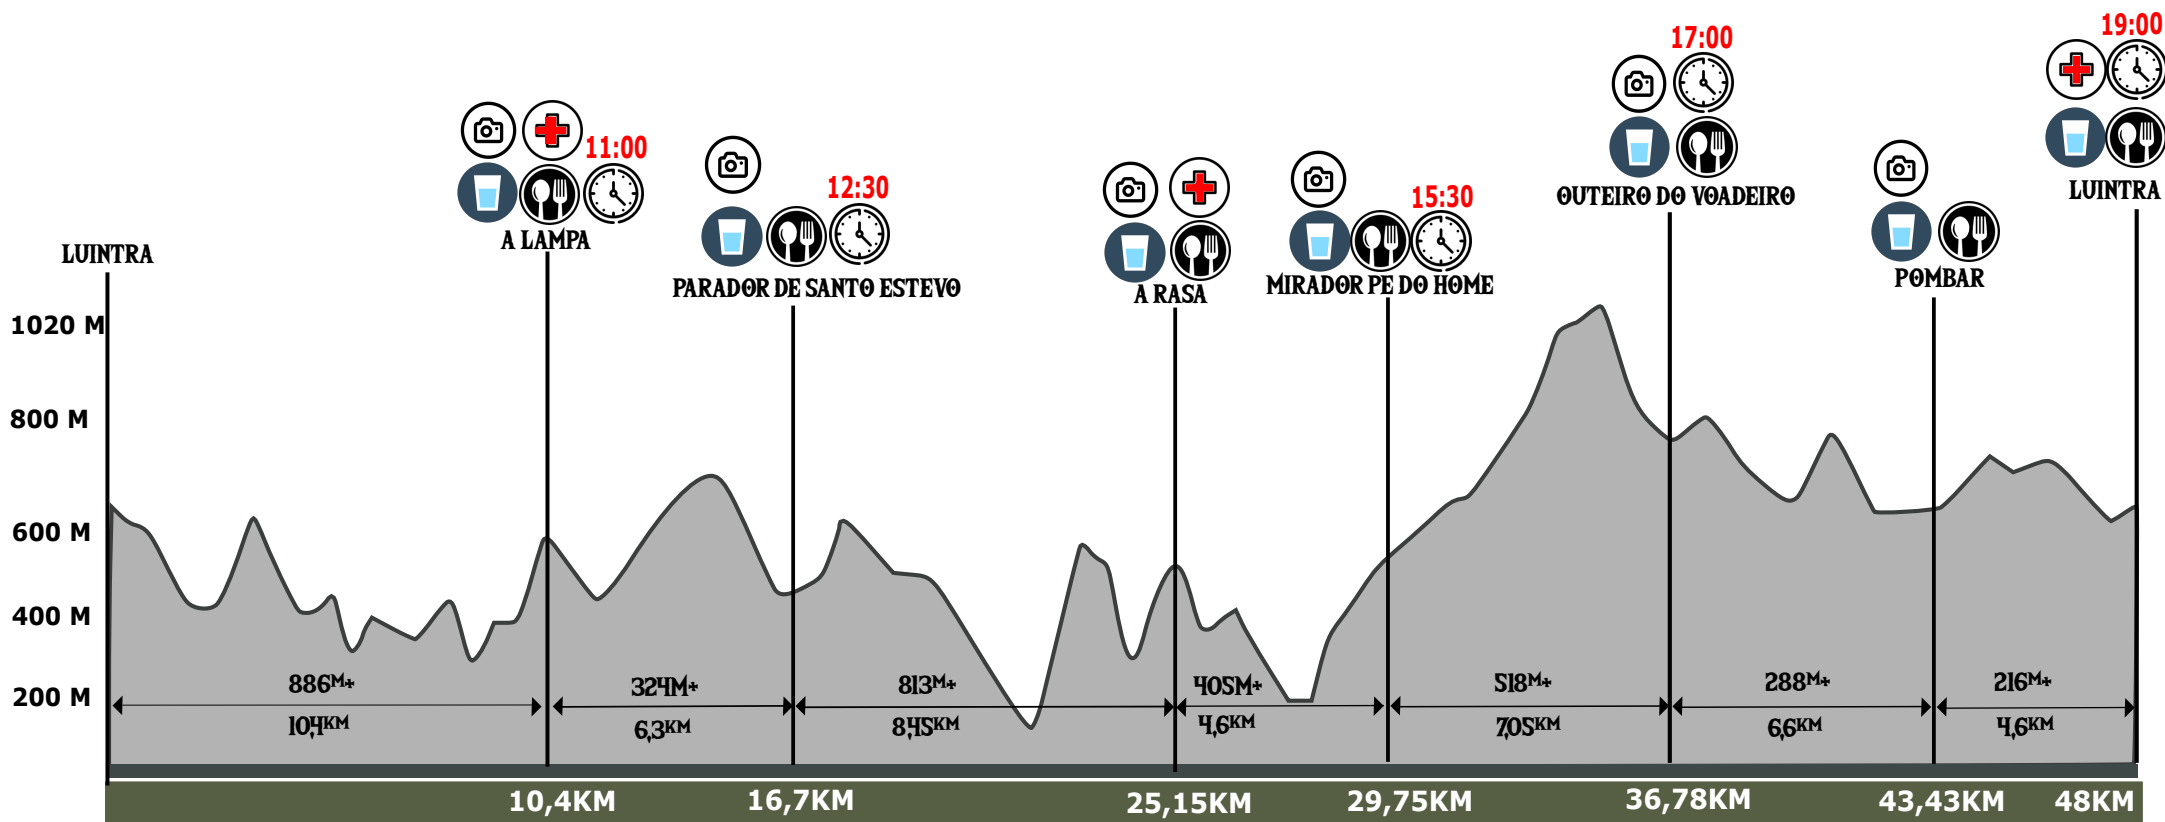 19:00
17:00
11:00
12:30
15:30
LUINTRA
OUTEIRO DO VOADEIRO
A LAMPA
LUINTRA
PARADOR DE SANTO ESTEVO
A RASA
MIRADOR PE DO HOME
POMBAR
1020 M
800 M
600 M
400 M
200 M
886M+
324M+
813M+
405M+
518M+
288M+
216M+
10,4KM
6,3KM
8,45KM
4,6KM
7,05KM
6,6KM
4,6KM
10,4KM
16,7KM
25,15KM
29,75KM
36,78KM
43,43KM
48KM